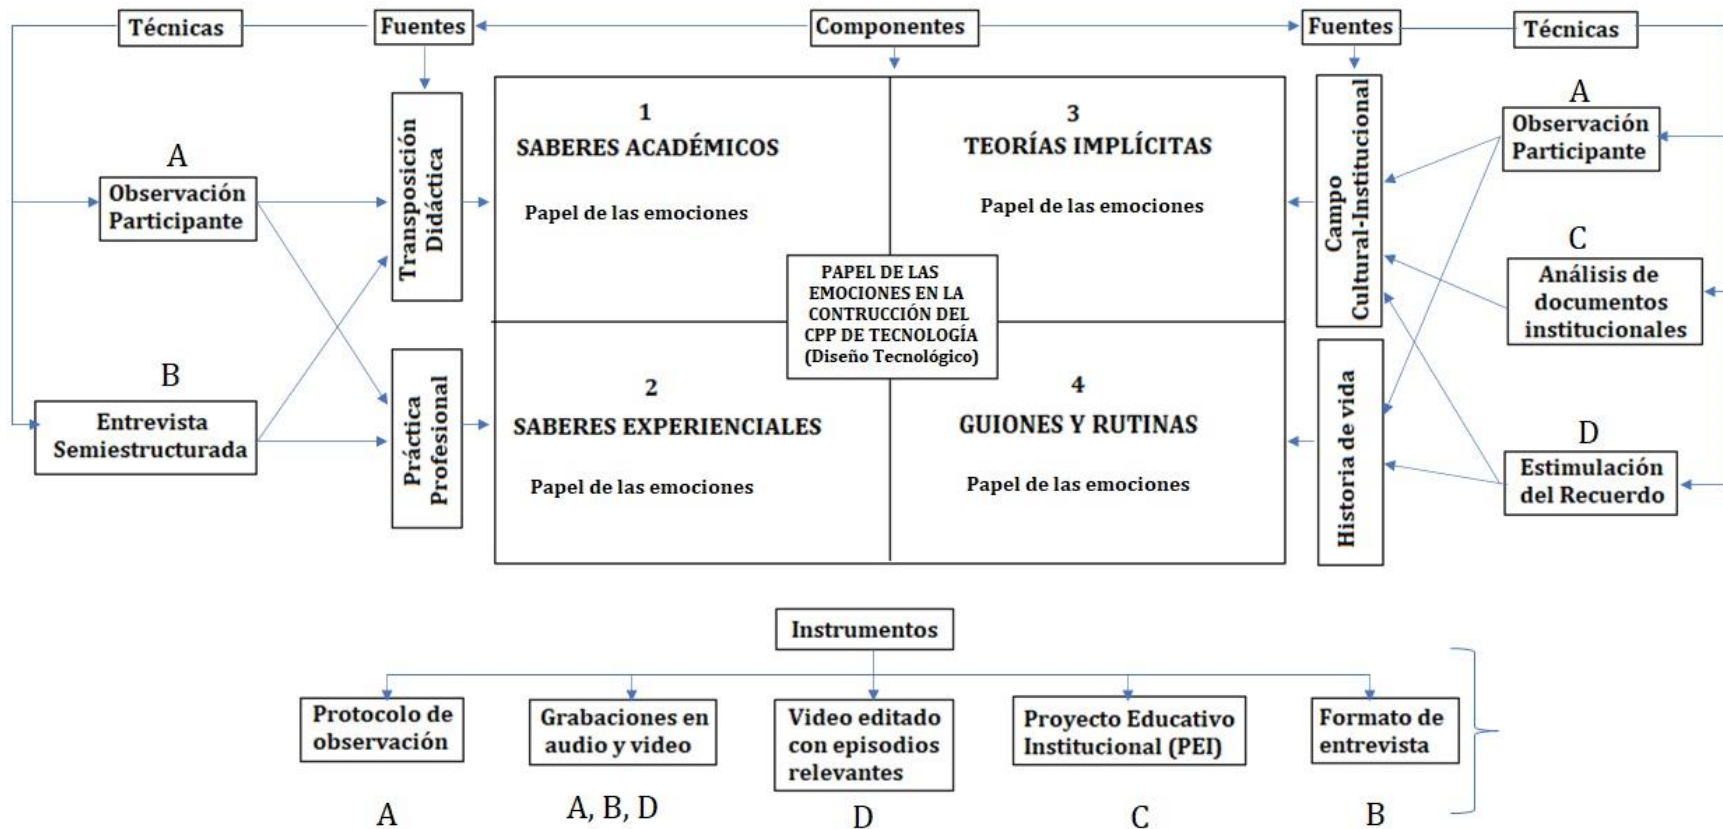 Técnicas
Fuentes
Componentes
Fuentes
Técnicas
A
Observación
Participante
B
Entrevista
Semiestructurada
Transposición
Didáctica
Práctica
Profesional
1
SABERES ACADÉMICOS
Papel de las emociones
3
TEORÍAS IMPLÍCITAS
Papel de las emociones
PAPEL DE LAS
EMOCIONES EN LA
CONTRUCCIÓN DEL
CPP DE TECNOLOGÍA
(Diseño Tecnológico)
2
SABERES EXPERIENCIALES
Papel de las emociones
4
GUIONES Y RUTINAS
Papel de las emociones
Campo
Cultural-Institucional
Historia de vida
A
Observación
Participante
C
Análisis de
documentos
institucionales
D
Estimulación
del Recuerdo
Instrumentos
Protocolo de
observación
A
Grabaciones en
audio y video
A, B, D
Video editado
con episodios
relevantes
D
Proyecto Educativo
Institucional (PEI)
C
Formato de
entrevista
B